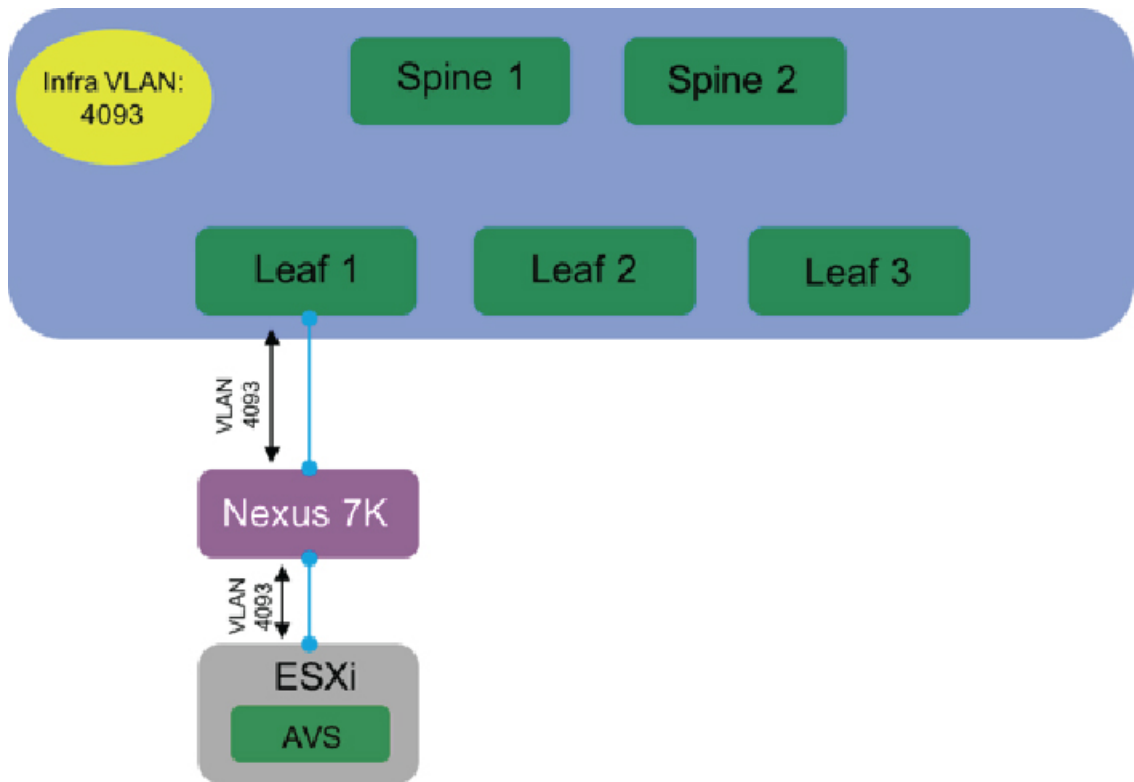 Infra VLAN:
4093
Spine 1
Spine 2
Leaf 1
Leaf 2
Leaf 3
VLAN
4093
Nexus 7K
VLAN
4093
ESXi
AVS